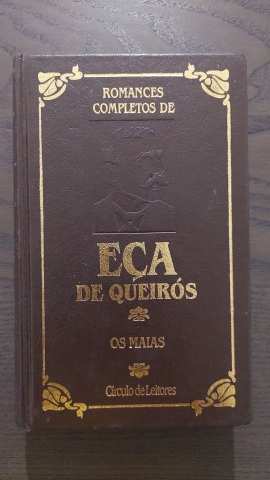 ROMANCES
COMPLETOS DE
EÇA
DE QUEIRÓS
OS MAIAS
Círculo de Leitores